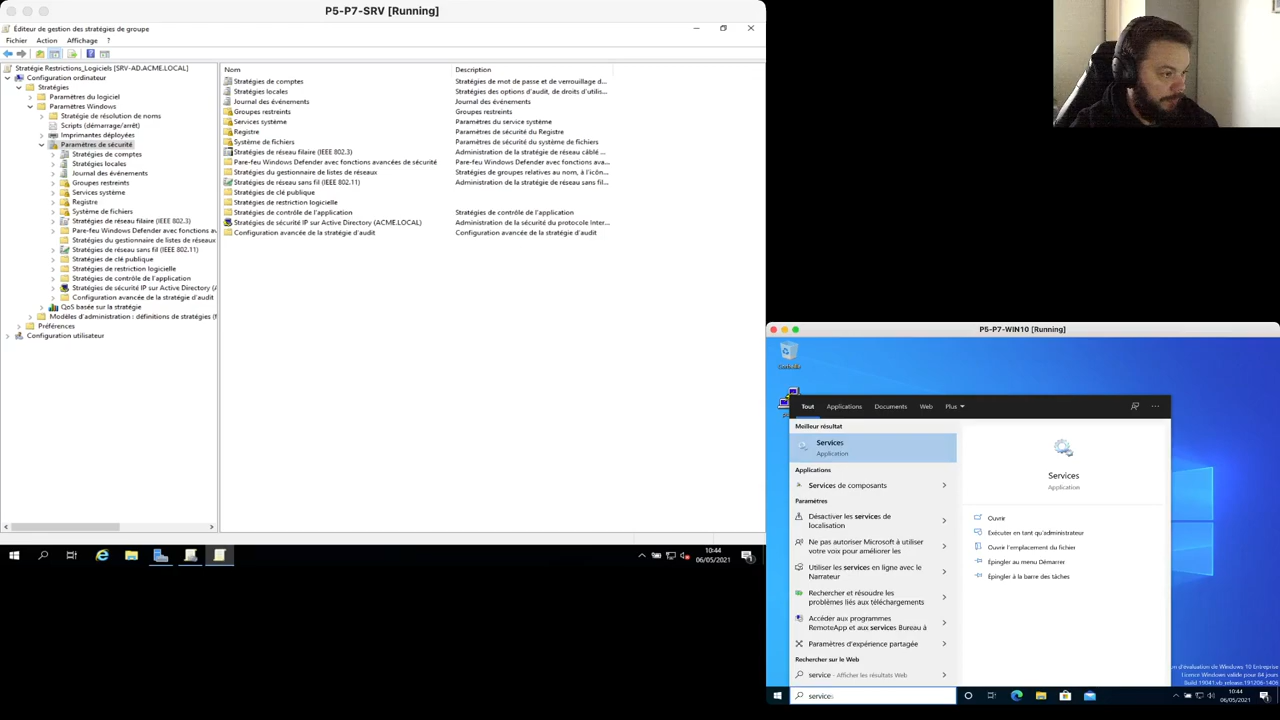 P5-P7-SRV [Running]
Éditeur de gestion des stratégies de groupe
Fichier Action Affichage ?
Stratégie Restrictions_Logiciels [SRV-AD.ACME.LOCAL]
Configuration ordinateur
Stratégies
Paramètres du logiciel
Paramètres Windows
Stratégie de résolution de noms
Scripts (démarrage/arrêt)
Imprimantes déployées
Paramètres de sécurité
Stratégies de comptes
Stratégies locales
Journal des événements
Groupes restreints
Services système
Registre
Système de fichiers
Stratégies de réseau filaire (IEEE 802.3)
Pare-feu Windows Defender avec fonctions avan
Stratégies du gestionnaire de listes de réseaux
Stratégies de réseau sans fil (IEEE 802.11)
Stratégies de clé publique
Stratégies de restriction logicielle
Stratégies de contrôle de l'application
Stratégies de sécurité IP sur Active Directory (A
Configuration avancée de la stratégie d'audit
QoS basée sur la stratégie
Modèles d'administration : définitions de stratégies (f
Préférences
Configuration utilisateur
Nom Description
Stratégies de comptes Stratégies de mot de passe et de verrouillage d...
Stratégies locales Stratégies des options d'audit, de droits d'utilis...
Journal des événements Journal des événements
Groupes restreints Groupes restreints
Services système Paramètres du service système
Registre Paramètres de sécurité du Registre
Système de fichiers Paramètres de sécurité du système de fichiers
Stratégies de réseau filaire (IEEE 802.3) Administration de la stratégie de réseau câblé ...
Pare-feu Windows Defender avec fonctions avancées de sécurité Pare-feu Windows Defender avec fonctions ava...
Stratégies du gestionnaire de listes de réseaux Stratégies de groupes relatives au nom, à l'icôn...
Stratégies de réseau sans fil (IEEE 802.11) Administration de la stratégie de réseau sans fil...
Stratégies de clé publique
Stratégies de restriction logicielle
Stratégies de contrôle de l'application Stratégies de contrôle de l'application
Stratégies de sécurité IP sur Active Directory (ACME.LOCAL) Administration de la sécurité du protocole Inter...
Configuration avancée de la stratégie d'audit Configuration avancée de la stratégie d'audit
10:44
06/05/2021
P5-P7-WIN10 [Running]
Corbeille
Tout Applications Documents Web Plus
Meilleur résultat
Services
Application
Applications
Services de composants
Paramètres
Désactiver les services de
localisation
Ne pas autoriser Microsoft à utiliser
votre voix pour améliorer les
Utiliser les services en ligne avec le
Narrateur
Rechercher et résoudre les
problèmes liés aux téléchargements
Accéder aux programmes
RemoteApp et aux services Bureau à
Paramètres d'expérience partagée
Rechercher sur le Web
service - Afficher les résultats Web
Services
Application
Ouvrir
Exécuter en tant qu'administrateur
Ouvrir l'emplacement du fichier
Épingler au menu Démarrer
Épingler à la barre des tâches
n d'évaluation de Windows 10 Entreprise
Licence Windows valide pour 84 jours
Build 19041.vb_release.191206-1406
services
10:44
06/05/2021